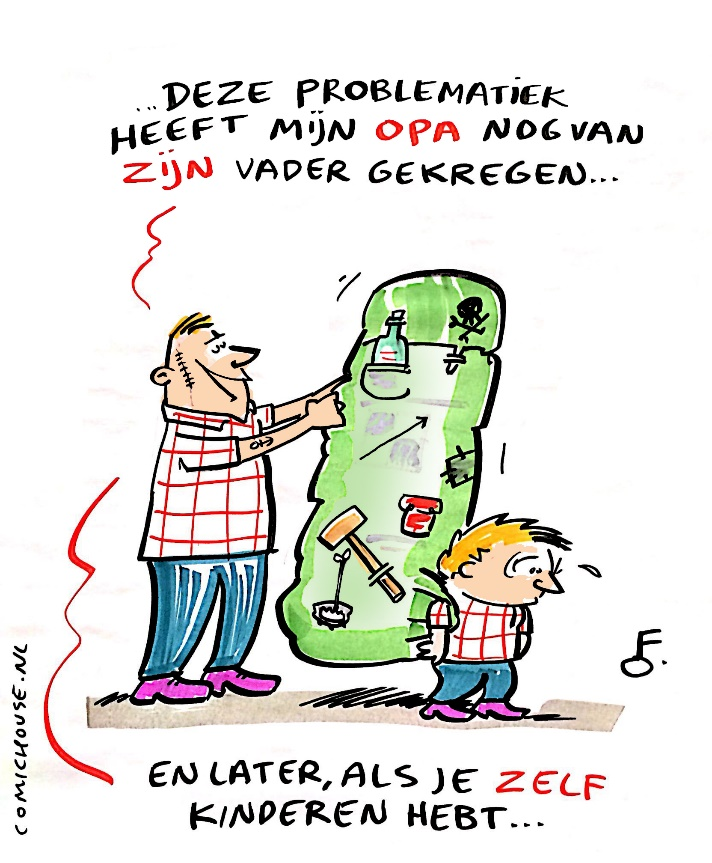 ...DEZE PROBLEMATIEK
HEEFT MIJN OPA NOG VAN
ZIJN VADER GEKREGEN...
EN LATER, ALS JE ZELF
KINDEREN HEBT...
COMICHOUSE.NL
F.